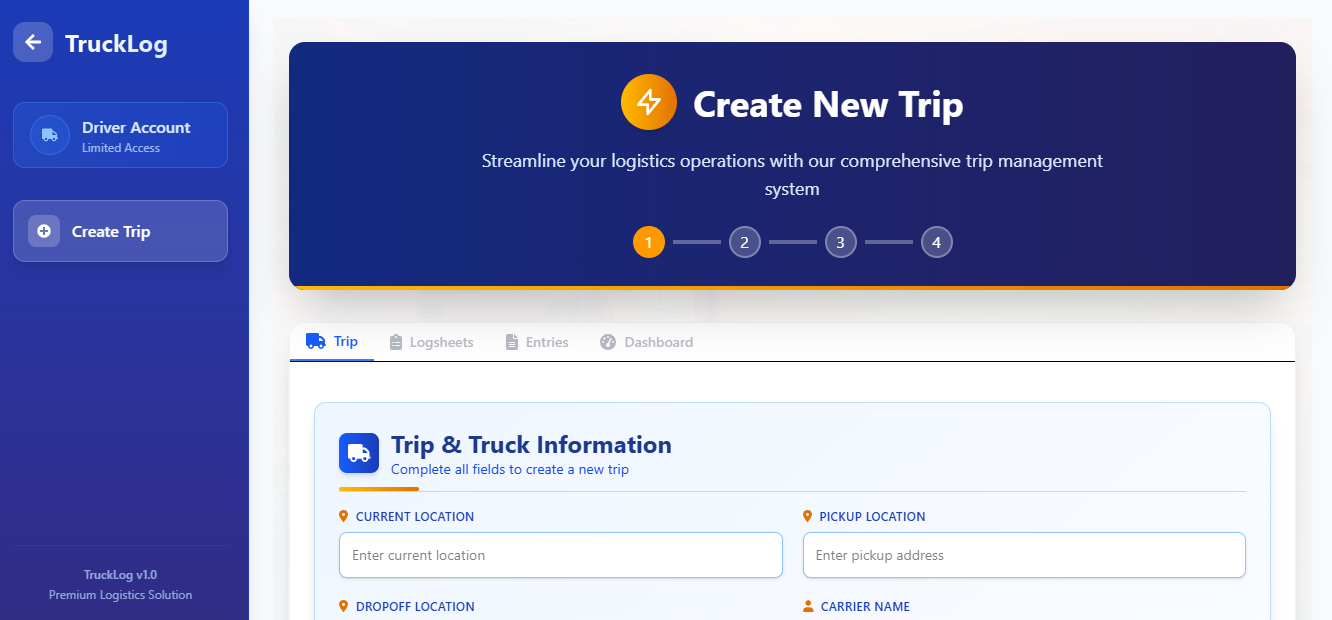 TruckLog
Driver Account
Limited Access
Create Trip
TruckLog v1.0
Premium Logistics Solution
Create New Trip
Streamline your logistics operations with our comprehensive trip management
system
1 2 3 4
Trip Logsheets Entries Dashboard
Trip & Truck Information
Complete all fields to create a new trip
CURRENT LOCATION
Enter current location
PICKUP LOCATION
Enter pickup address
DROPOFF LOCATION
CARRIER NAME